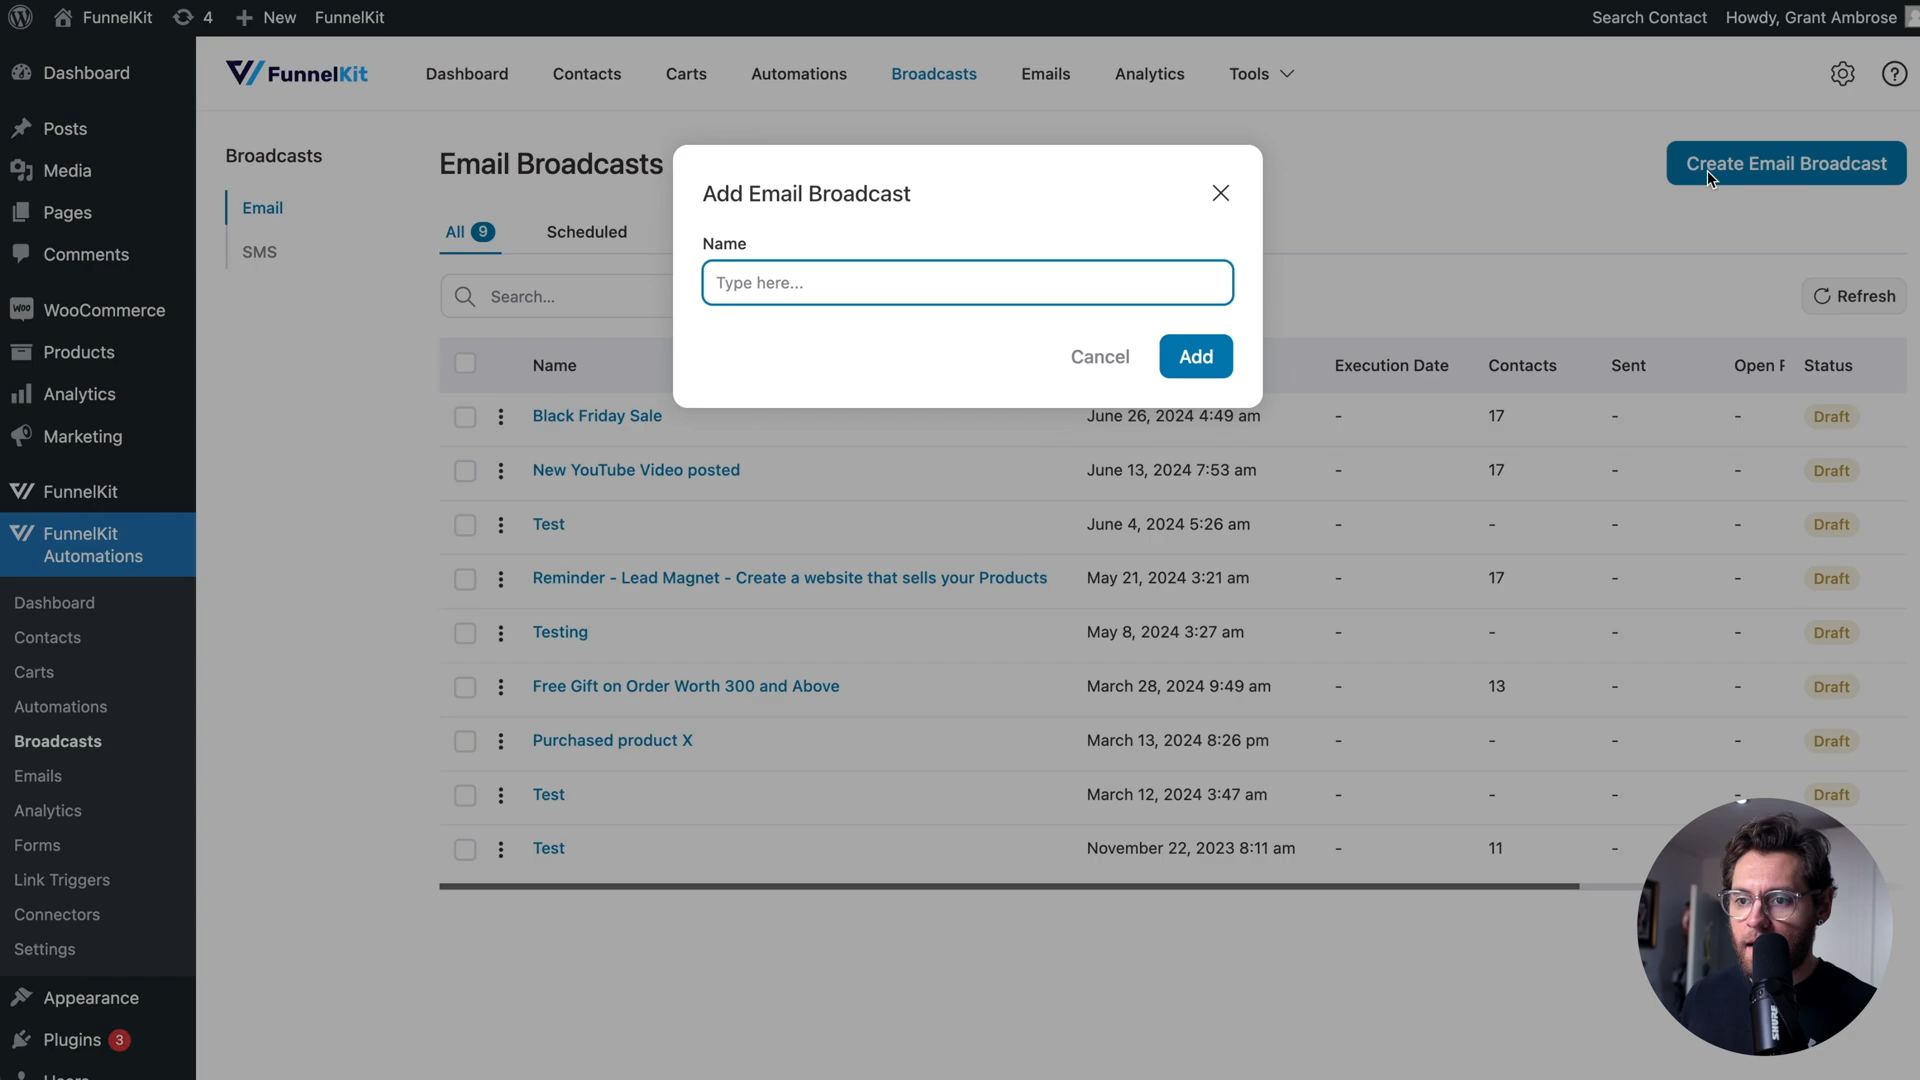 FunnelKit
4
New
FunnelKit
Search Contact
Howdy, Grant Ambrose
Dashboard
Posts
Media
Pages
Comments
WooCommerce
Products
Analytics
Marketing
FunnelKit
FunnelKit
Automations
Dashboard
Contacts
Carts
Automations
Broadcasts
Emails
Analytics
Forms
Link Triggers
Connectors
Settings
Appearance
Plugins 3
FunnelKit
Dashboard
Contacts
Carts
Automations
Broadcasts
Emails
Analytics
Tools
Broadcasts
Email
SMS
Email Broadcasts
Create Email Broadcast
All 9
Scheduled
Search...
Refresh
Add Email Broadcast
Name
Type here...
Cancel
Add
Name Execution Date Contacts Sent Open Status
Black Friday Sale June 26, 2024 4:49 am - 17 - - Draft
New YouTube Video posted June 13, 2024 7:53 am - 17 - - Draft
Test June 4, 2024 5:26 am - - - - Draft
Reminder - Lead Magnet - Create a website that sells your Products May 21, 2024 3:21 am - 17 - - Draft
Testing May 8, 2024 3:27 am - - - - Draft
Free Gift on Order Worth 300 and Above March 28, 2024 9:49 am - 13 - - Draft
Purchased product X March 13, 2024 8:26 pm - - - - Draft
Test March 12, 2024 3:47 am - - - - Draft
Test November 22, 2023 8:11 am - 11 -
SHURE